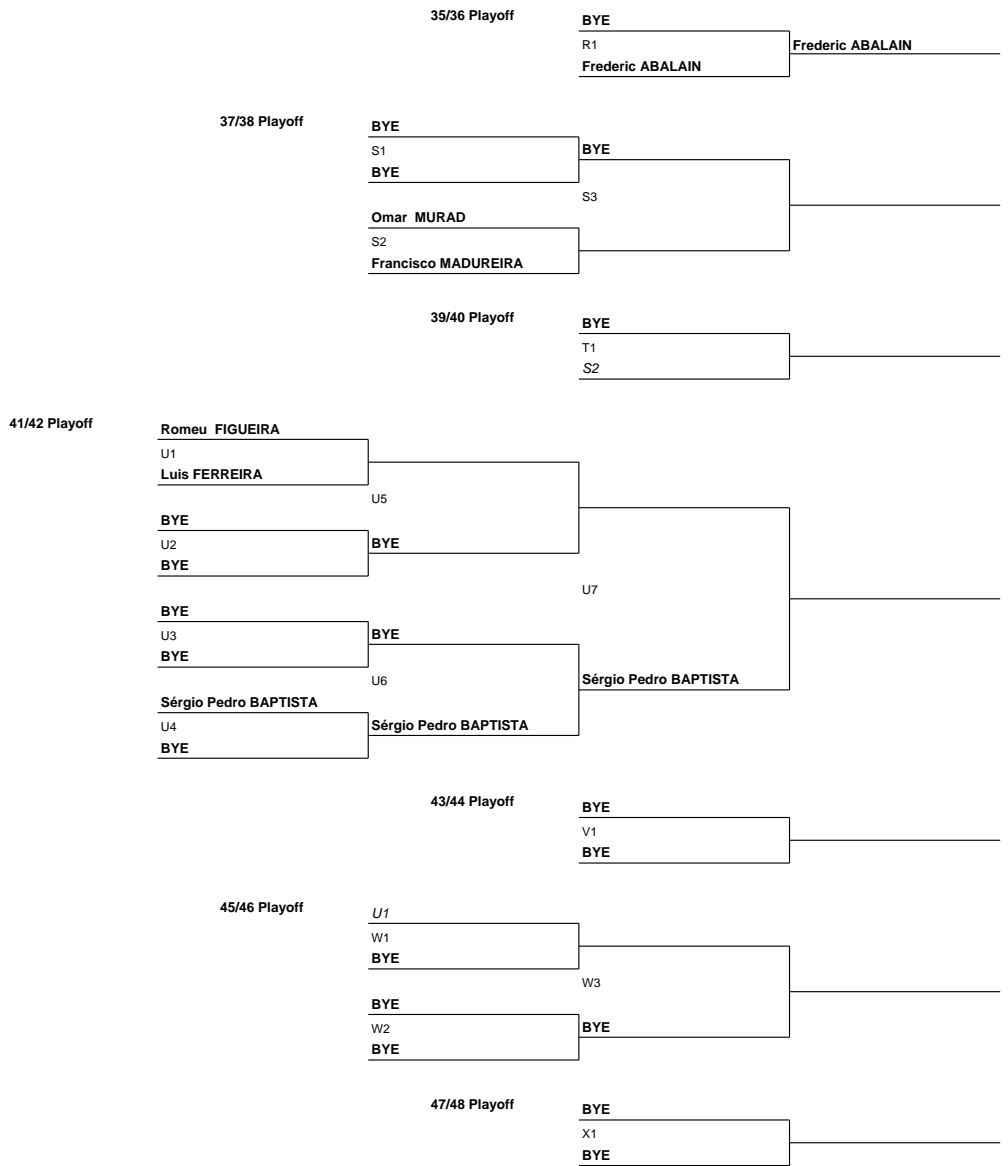 35/36 Playoff
BYE
R1
Frederic ABALAIN
Frederic ABALAIN
37/38 Playoff
BYE
S1
BYE
BYE
S3
Omar MURAD
S2
Francisco MADUREIRA
39/40 Playoff
BYE
T1
S2
41/42 Playoff
Romeu FIGUEIRA
U1
Luis FERREIRA
U5
BYE
U2
BYE
BYE
U7
BYE
U3
BYE
BYE
U6
Sérgio Pedro BAPTISTA
Sérgio Pedro BAPTISTA
U4
Sérgio Pedro BAPTISTA
BYE
43/44 Playoff
BYE
V1
BYE
45/46 Playoff
U1
W1
BYE
W3
BYE
W2
BYE
BYE
47/48 Playoff
BYE
X1
BYE